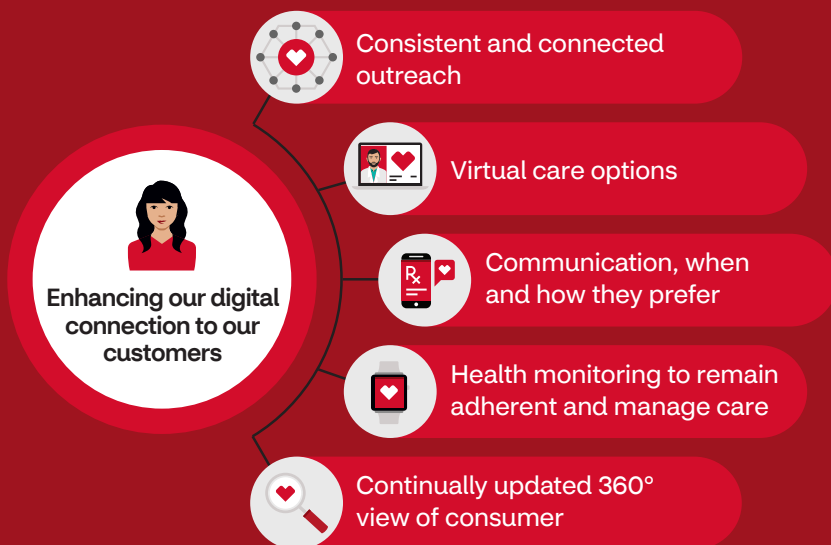 Consistent and connected
outreach
Virtual care options
Enhancing our digital
connection to our
customers
Rx
Communication, when
and how they prefer
Health monitoring to remain
adherent and manage care
Continually updated 360°
view of consumer